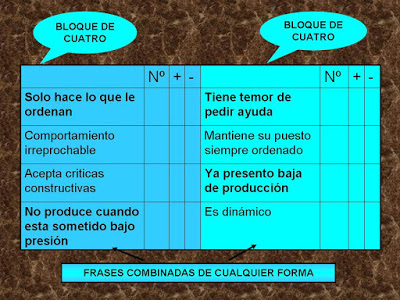 BLOQUE DE
CUATRO
BLOQUE DE
CUATRO
Nº + - Nº + -
Solo hace lo que le
ordenan
Tiene temor de
pedir ayuda
Comportamiento
irreprochable
Mantiene su puesto
siempre ordenado
Acepta criticas
constructivas
Ya presento baja
de producción
No produce cuando
esta sometido bajo
presión
Es dinámico
FRASES COMBINADAS DE CUALQUIER FORMA